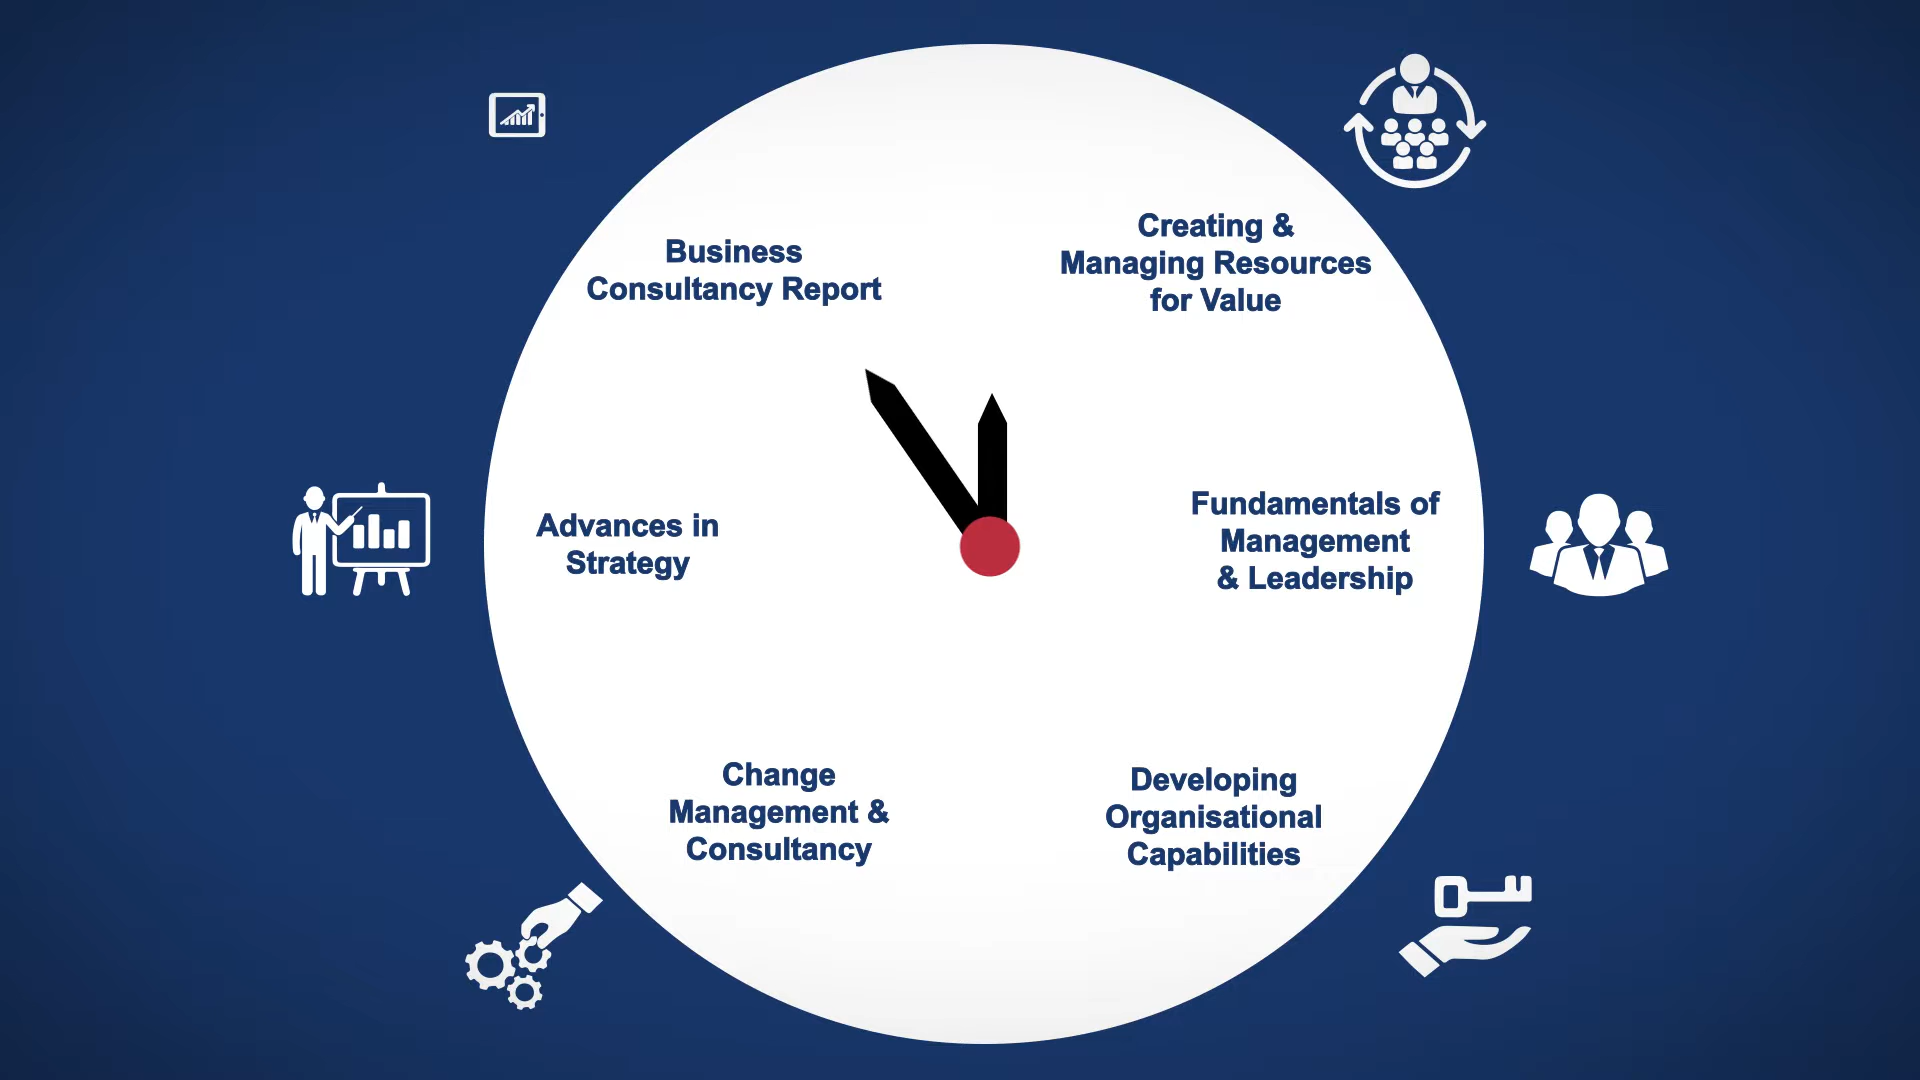 Business
Consultancy Report
Creating &
Managing Resources
for Value
Advances in
Strategy
Fundamentals of
Management
& Leadership
Change
Management &
Consultancy
Developing
Organisational
Capabilities